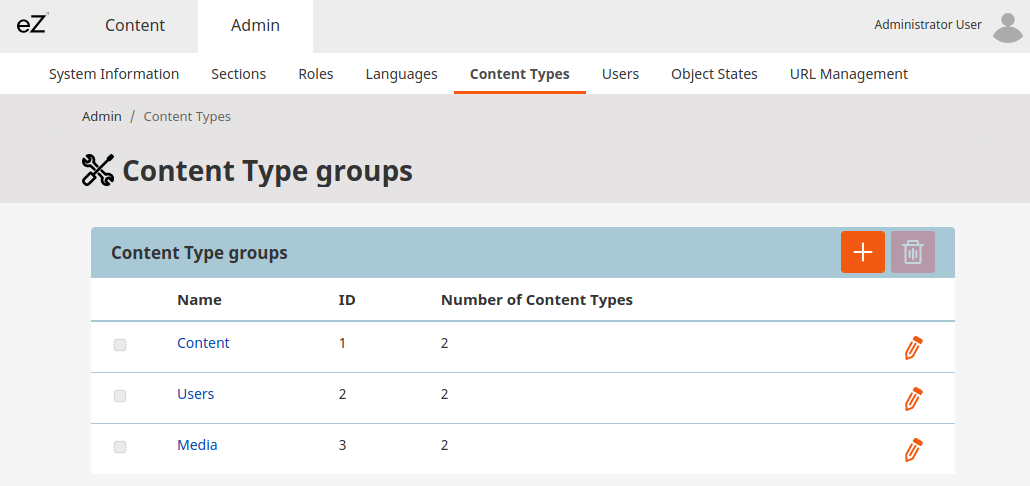 eZ Content Admin Administrator User
System Information Sections Roles Languages Content Types Users Object States URL Management
Admin / Content Types
Content Type groups
Content Type groups
Name ID Number of Content Types
Content 1 2
Users 2 2
Media 3 2